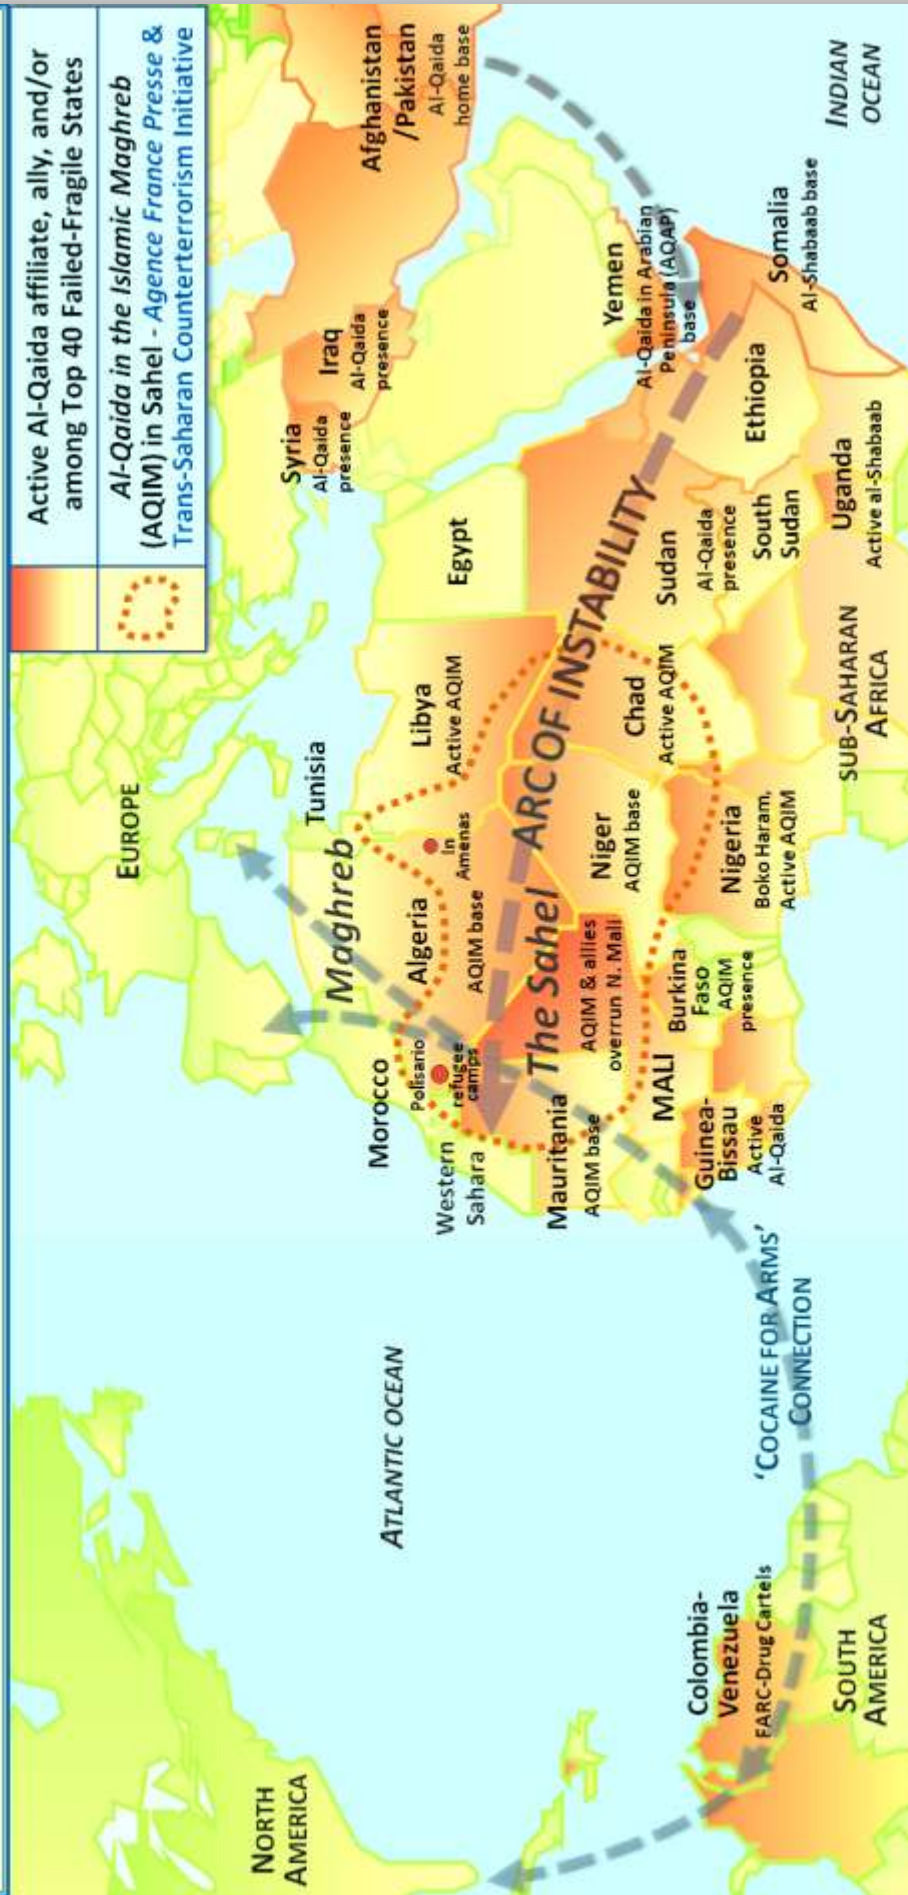 Active Al-Qaida affiliate, ally, and/or
among Top 40 Failed-Fragile States
Al-Qaida in the Islamic Maghreb
(AQIM) in Sahel - Agence France Presse &
Trans-Saharan Counterterrorism Initiative
NORTH
AMERICA
ATLANTIC OCEAN
EUROPE
Tunisia
Maghreb
Morocco
Algeria
AQIM base
In
Amenas
Polisario
refugee
camps
Western
Sahara
Libya
Active AQIM
Egypt
Syria
Al-Qaida
presence
Iraq
Al-Qaida
presence
Afghanistan
/Pakistan
Al-Qaida
home base
Yemen
Al-Qaida in Arabian
Peninsula (AQAP)
base
Somalia
Al-Shabaab base
INDIAN
OCEAN
ARC OF INSTABILITY
The Sahel
Mauritania
AQIM base
AQIM & allies
overrun N. Mali
MALI
Niger
AQIM base
Chad
Active AQIM
Sudan
Al-Qaida
presence
South
Sudan
Ethiopia
Uganda
Active al-Shabaab
SUB-SAHARAN
AFRICA
Nigeria
Boko Haram,
Active AQIM
Burkina
Faso
AQIM
presence
Guinea-
Bissau
Active
Al-Qaida
'COCAINE FOR ARMS'
CONNECTION
Colombia-
Venezuela
FARC-Drug Cartels
SOUTH
AMERICA